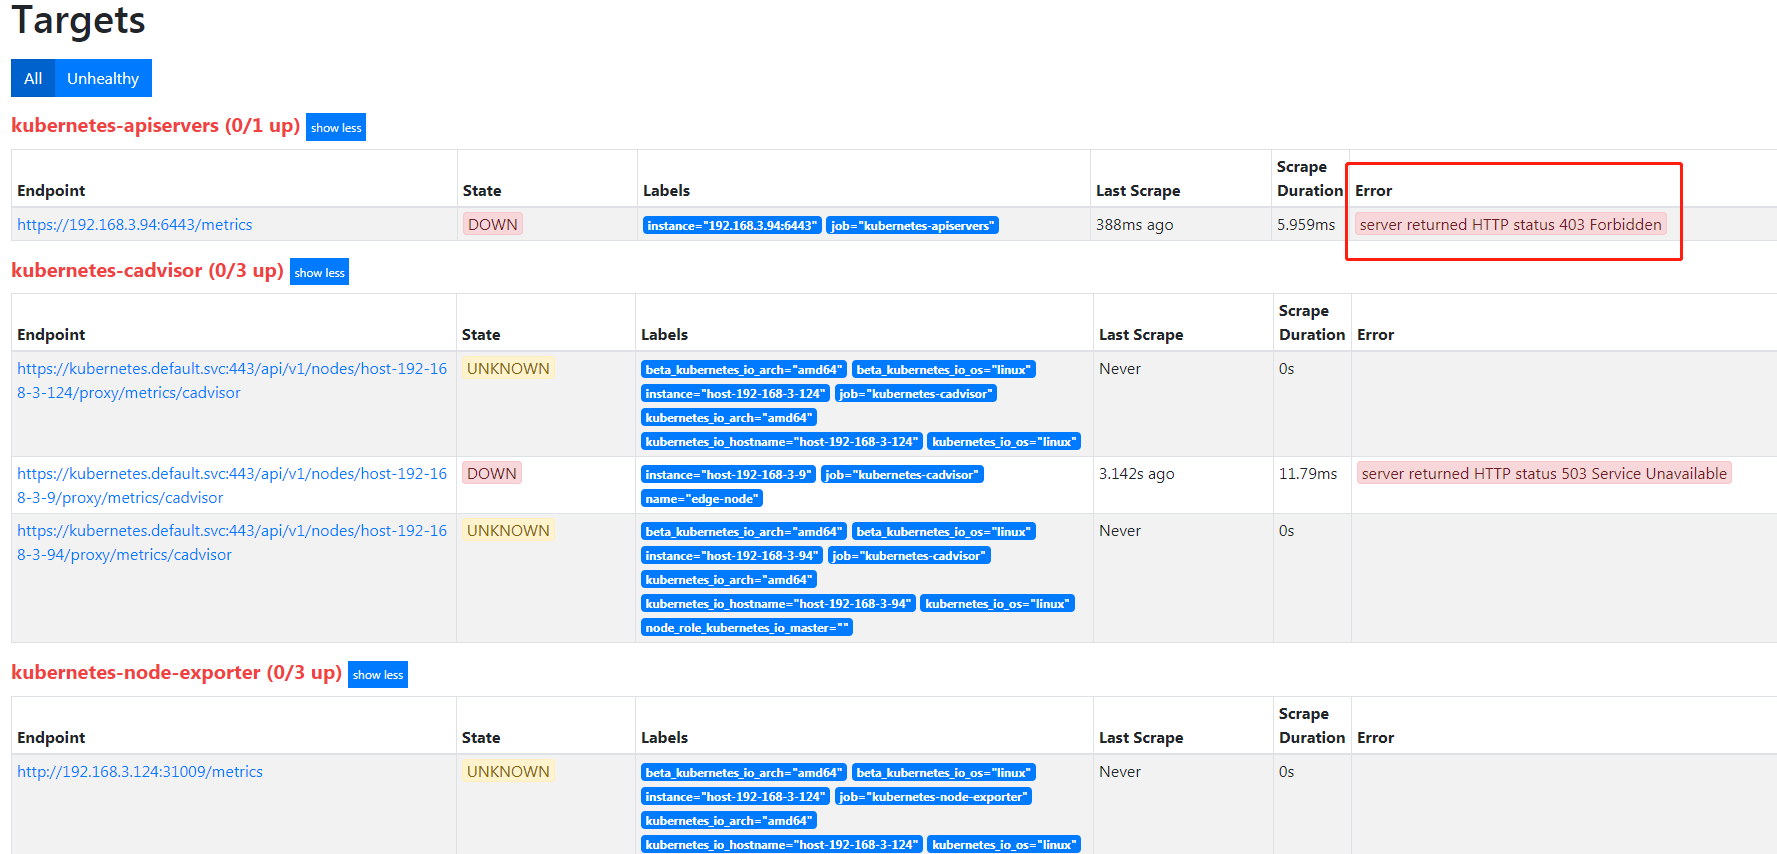 Targets
All Unhealthy
kubernetes-apiservers (0/1 up) show less
Endpoint State Labels Last Scrape Scrape Duration Error
https://192.168.3.94:6443/metrics DOWN instance="192.168.3.94:6443" job="kubernetes-apiservers" 388ms ago 5.959ms server returned HTTP status 403 Forbidden
kubernetes-cadvisor (0/3 up) show less
Endpoint State Labels Last Scrape Scrape Duration Error
https://kubernetes.default.svc:443/api/v1/nodes/host-192-16 UNKNOWN beta_kubernetes_io_arch="amd64" beta_kubernetes_io_os="linux" Never 0s
8-3-124/proxy/metrics/cadvisor instance="host-192-168-3-124" job="kubernetes-cadvisor"
kubernetes_io_arch="amd64"
kubernetes_io_hostname="host-192-168-3-124" kubernetes_io_os="linux"
https://kubernetes.default.svc:443/api/v1/nodes/host-192-16 DOWN instance="host-192-168-3-9" job="kubernetes-cadvisor" 3.142s ago 11.79ms server returned HTTP status 503 Service Unavailable
8-3-9/proxy/metrics/cadvisor name="edge-node"
https://kubernetes.default.svc:443/api/v1/nodes/host-192-16 UNKNOWN beta_kubernetes_io_arch="amd64" beta_kubernetes_io_os="linux" Never 0s
8-3-94/proxy/metrics/cadvisor instance="host-192-168-3-94" job="kubernetes-cadvisor"
kubernetes_io_arch="amd64"
kubernetes_io_hostname="host-192-168-3-94" kubernetes_io_os="linux"
node_role_kubernetes_io_master=""
kubernetes-node-exporter (0/3 up) show less
Endpoint State Labels Last Scrape Scrape Duration Error
http://192.168.3.124:31009/metrics UNKNOWN beta_kubernetes_io_arch="amd64" beta_kubernetes_io_os="linux" Never 0s
instance="host-192-168-3-124" job="kubernetes-node-exporter"
kubernetes_io_arch="amd64"
kubernetes_io_hostname="host-192-168-3-124" kubernetes_io_os="linux"